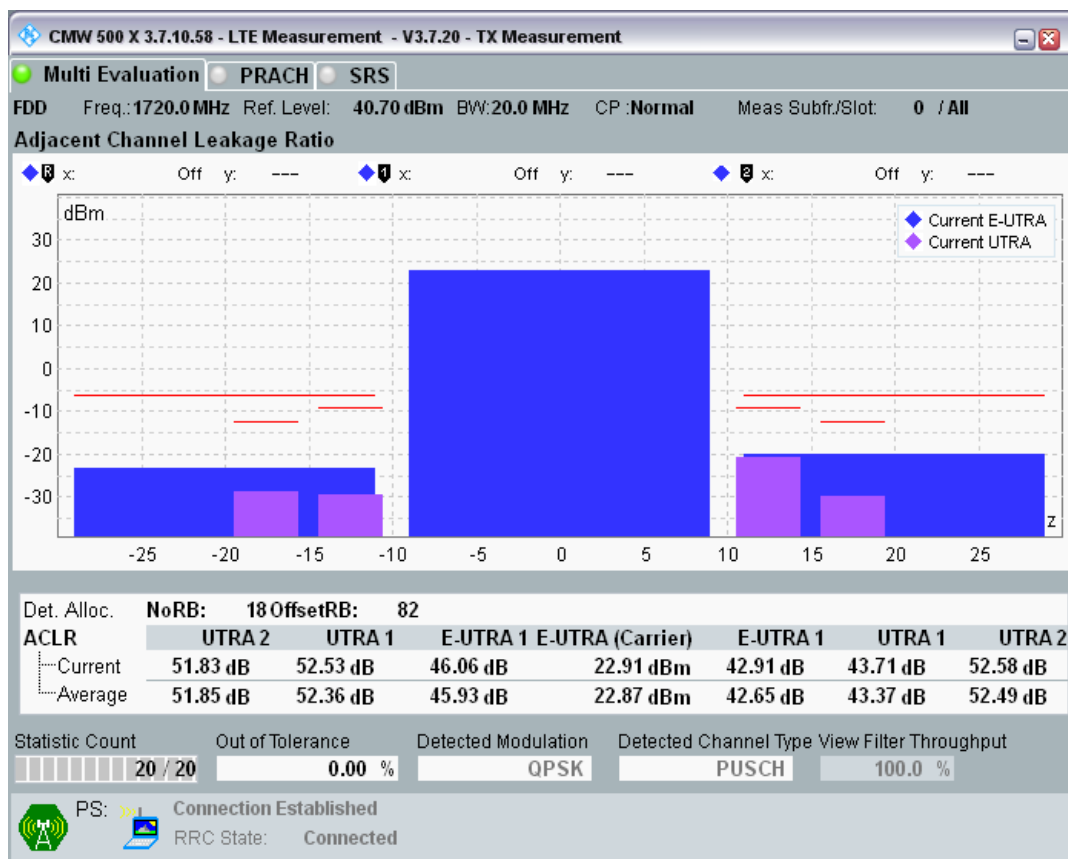 CMW 500 X 3.7.10.58 - LTE Measurement - V3.7.20 - TX Measurement
Multi Evaluation PRACH SRS
FDD Freq.: 1720.0 MHz Ref. Level: 40.70 dBm BW: 20.0 MHz CP : Normal Meas Subfr./Slot: 0 / All
Adjacent Channel Leakage Ratio
R x: Off y: --- 1 x: Off y: --- 2 x: Off y: ---
dBm
Current E-UTRA
Current UTRA
30
20
10
0
-10
-20
-30
z
-25 -20 -15 -10 -5 0 5 10 15 20 25
Det. Alloc. NoRB: 18 OffsetRB: 82
ACLR UTRA 2 UTRA 1 E-UTRA 1 E-UTRA (Carrier) E-UTRA 1 UTRA 1 UTRA 2
Current 51.83 dB 52.53 dB 46.06 dB 22.91 dBm 42.91 dB 43.71 dB 52.58 dB
Average 51.85 dB 52.36 dB 45.93 dB 22.87 dBm 42.65 dB 43.37 dB 52.49 dB
Statistic Count Out of Tolerance Detected Modulation Detected Channel Type View Filter Throughput
20 / 20 0.00 % QPSK PUSCH 100.0 %
PS: Connection Established
RRC State: Connected